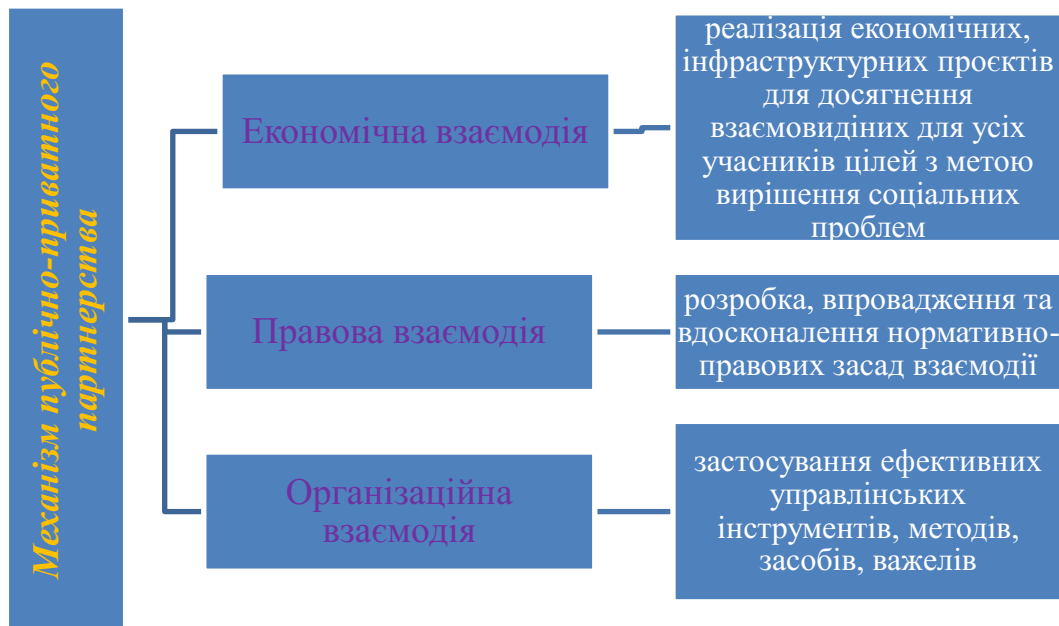 Механізм публічно-приватного
партнерства
Економічна взаємодія
реалізація економічних,
інфраструктурних проєктів
для досягнення
взаємовидіних для усіх
учасників цілей з метою
вирішення соціальних
проблем
Правова взаємодія
розробка, впровадження та
вдосконалення нормативно-
правових засад взаємодії
Організаційна
взаємодія
застосування ефективних
управлінських
інструментів, методів,
засобів, важелів